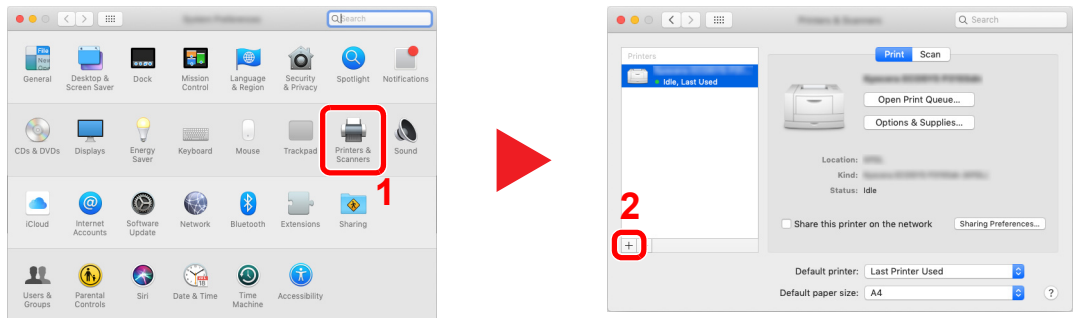 Search
General
Desktop &
Screen Saver
Dock
Mission
Control
Language
& Region
Security
& Privacy
Spotlight
Notifications
CDs & DVDs
Displays
Energy
Saver
Keyboard
Mouse
Trackpad
Printers &
Scanners
Sound
1
iCloud
Internet
Accounts
Software
Update
Network
Bluetooth
Extensions
Sharing
Users &
Groups
Parental
Controls
Siri
Date & Time
Time
Machine
Accessibility
Search
Printers
Idle, Last Used
Print Scan
Open Print Queue...
Options & Supplies...
Location:
Kind:
Status: Idle
2
+
Share this printer on the network
Sharing Preferences...
Default printer: Last Printer Used
Default paper size: A4
?